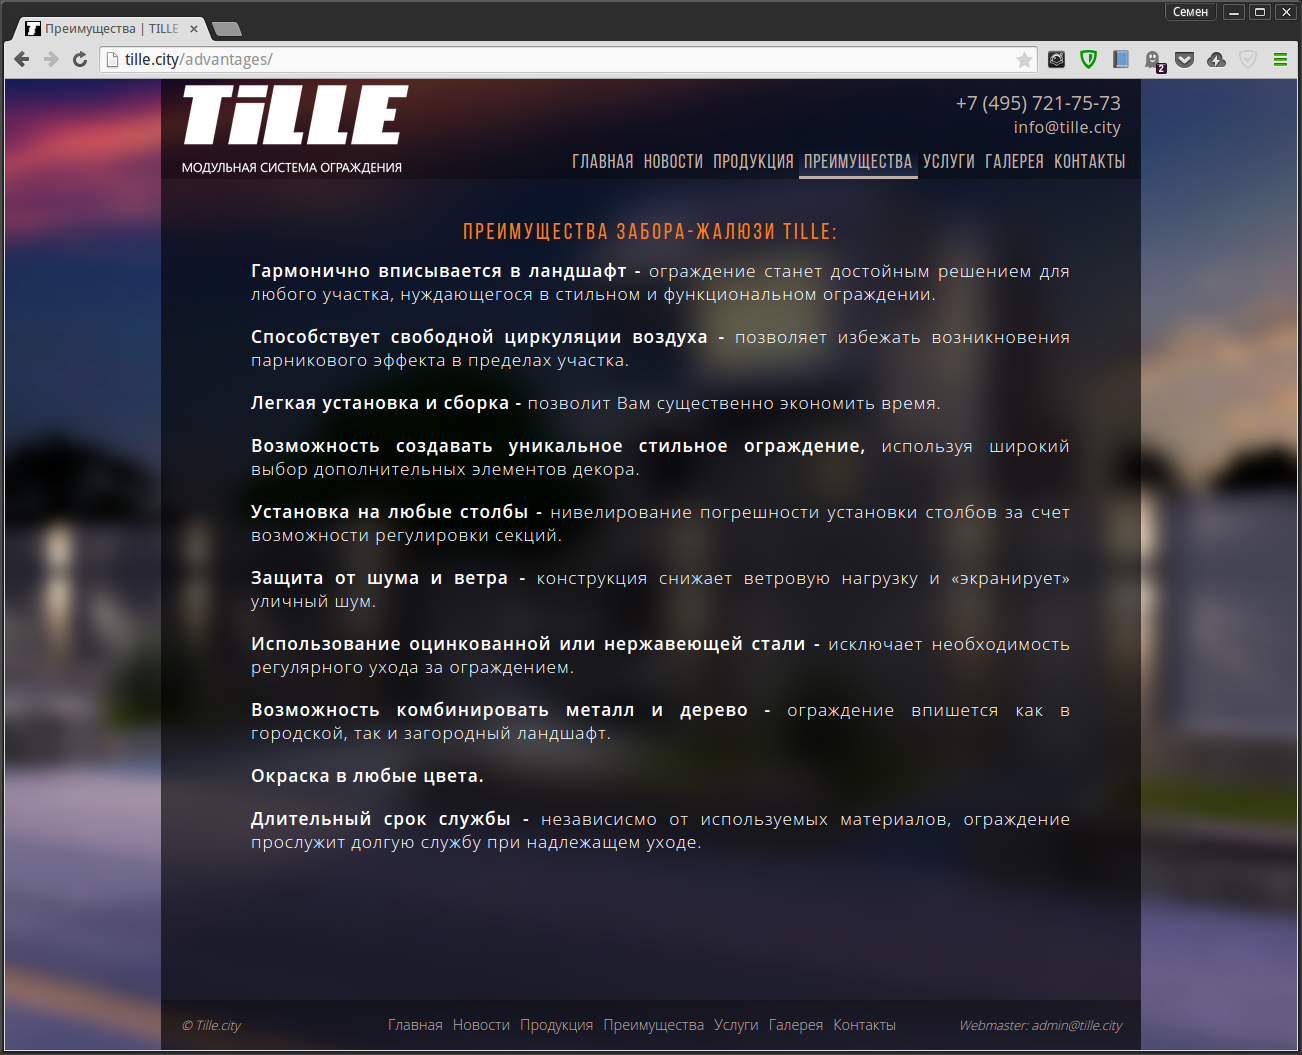 Семен
Преимущества | TILLE
tille.city/advantages/
2
TiLLE
МОДУЛЬНАЯ СИСТЕМА ОГРАЖДЕНИЯ
+7 (495) 721-75-73
info@tille.city
ГЛАВНАЯ НОВОСТИ ПРОДУКЦИЯ ПРЕИМУЩЕСТВА УСЛУГИ ГАЛЕРЕЯ КОНТАКТЫ
ПРЕИМУЩЕСТВА ЗАБОРА-ЖАЛЮЗИ TILLE:
Гармонично вписывается в ландшафт - ограждение станет достойным решением для
любого участка, нуждающегося в стильном и функциональном ограждении.
Способствует свободной циркуляции воздуха - позволяет избежать возникновения
парникового эффекта в пределах участка.
Легкая установка и сборка - позволит Вам существенно экономить время.
Возможность создавать уникальное стильное ограждение, используя широкий
выбор дополнительных элементов декора.
Установка на любые столбы - нивелирование погрешности установки столбов за счет
возможности регулировки секций.
Защита от шума и ветра - конструкция снижает ветровую нагрузку и «экранирует»
уличный шум.
Использование оцинкованной или нержавеющей стали - исключает необходимость
регулярного ухода за ограждением.
Возможность комбинировать металл и дерево - ограждение впишется как в
городской, так и загородный ландшафт.
Окраска в любые цвета.
Длительный срок службы - независисмо от используемых материалов, ограждение
прослужит долгую службу при надлежащем уходе.
© Tille.city Главная Новости Продукция Преимущества Услуги Галерея Контакты Webmaster: admin@tille.city